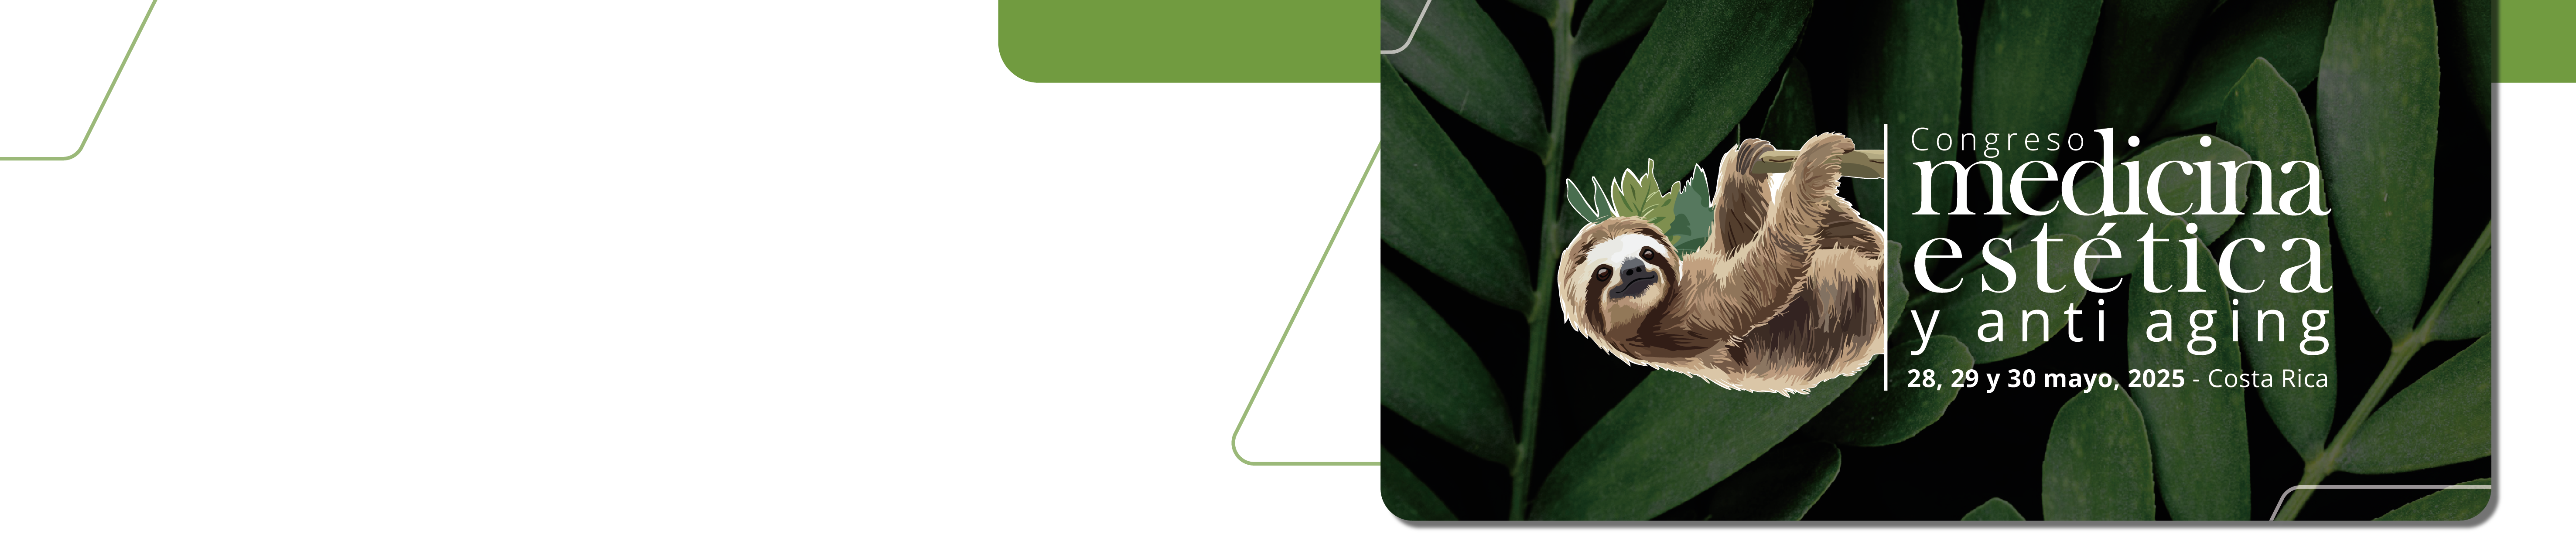 Congreso
medicina
estética
y anti aging
28, 29 y 30 mayo, 2025 - Costa Rica